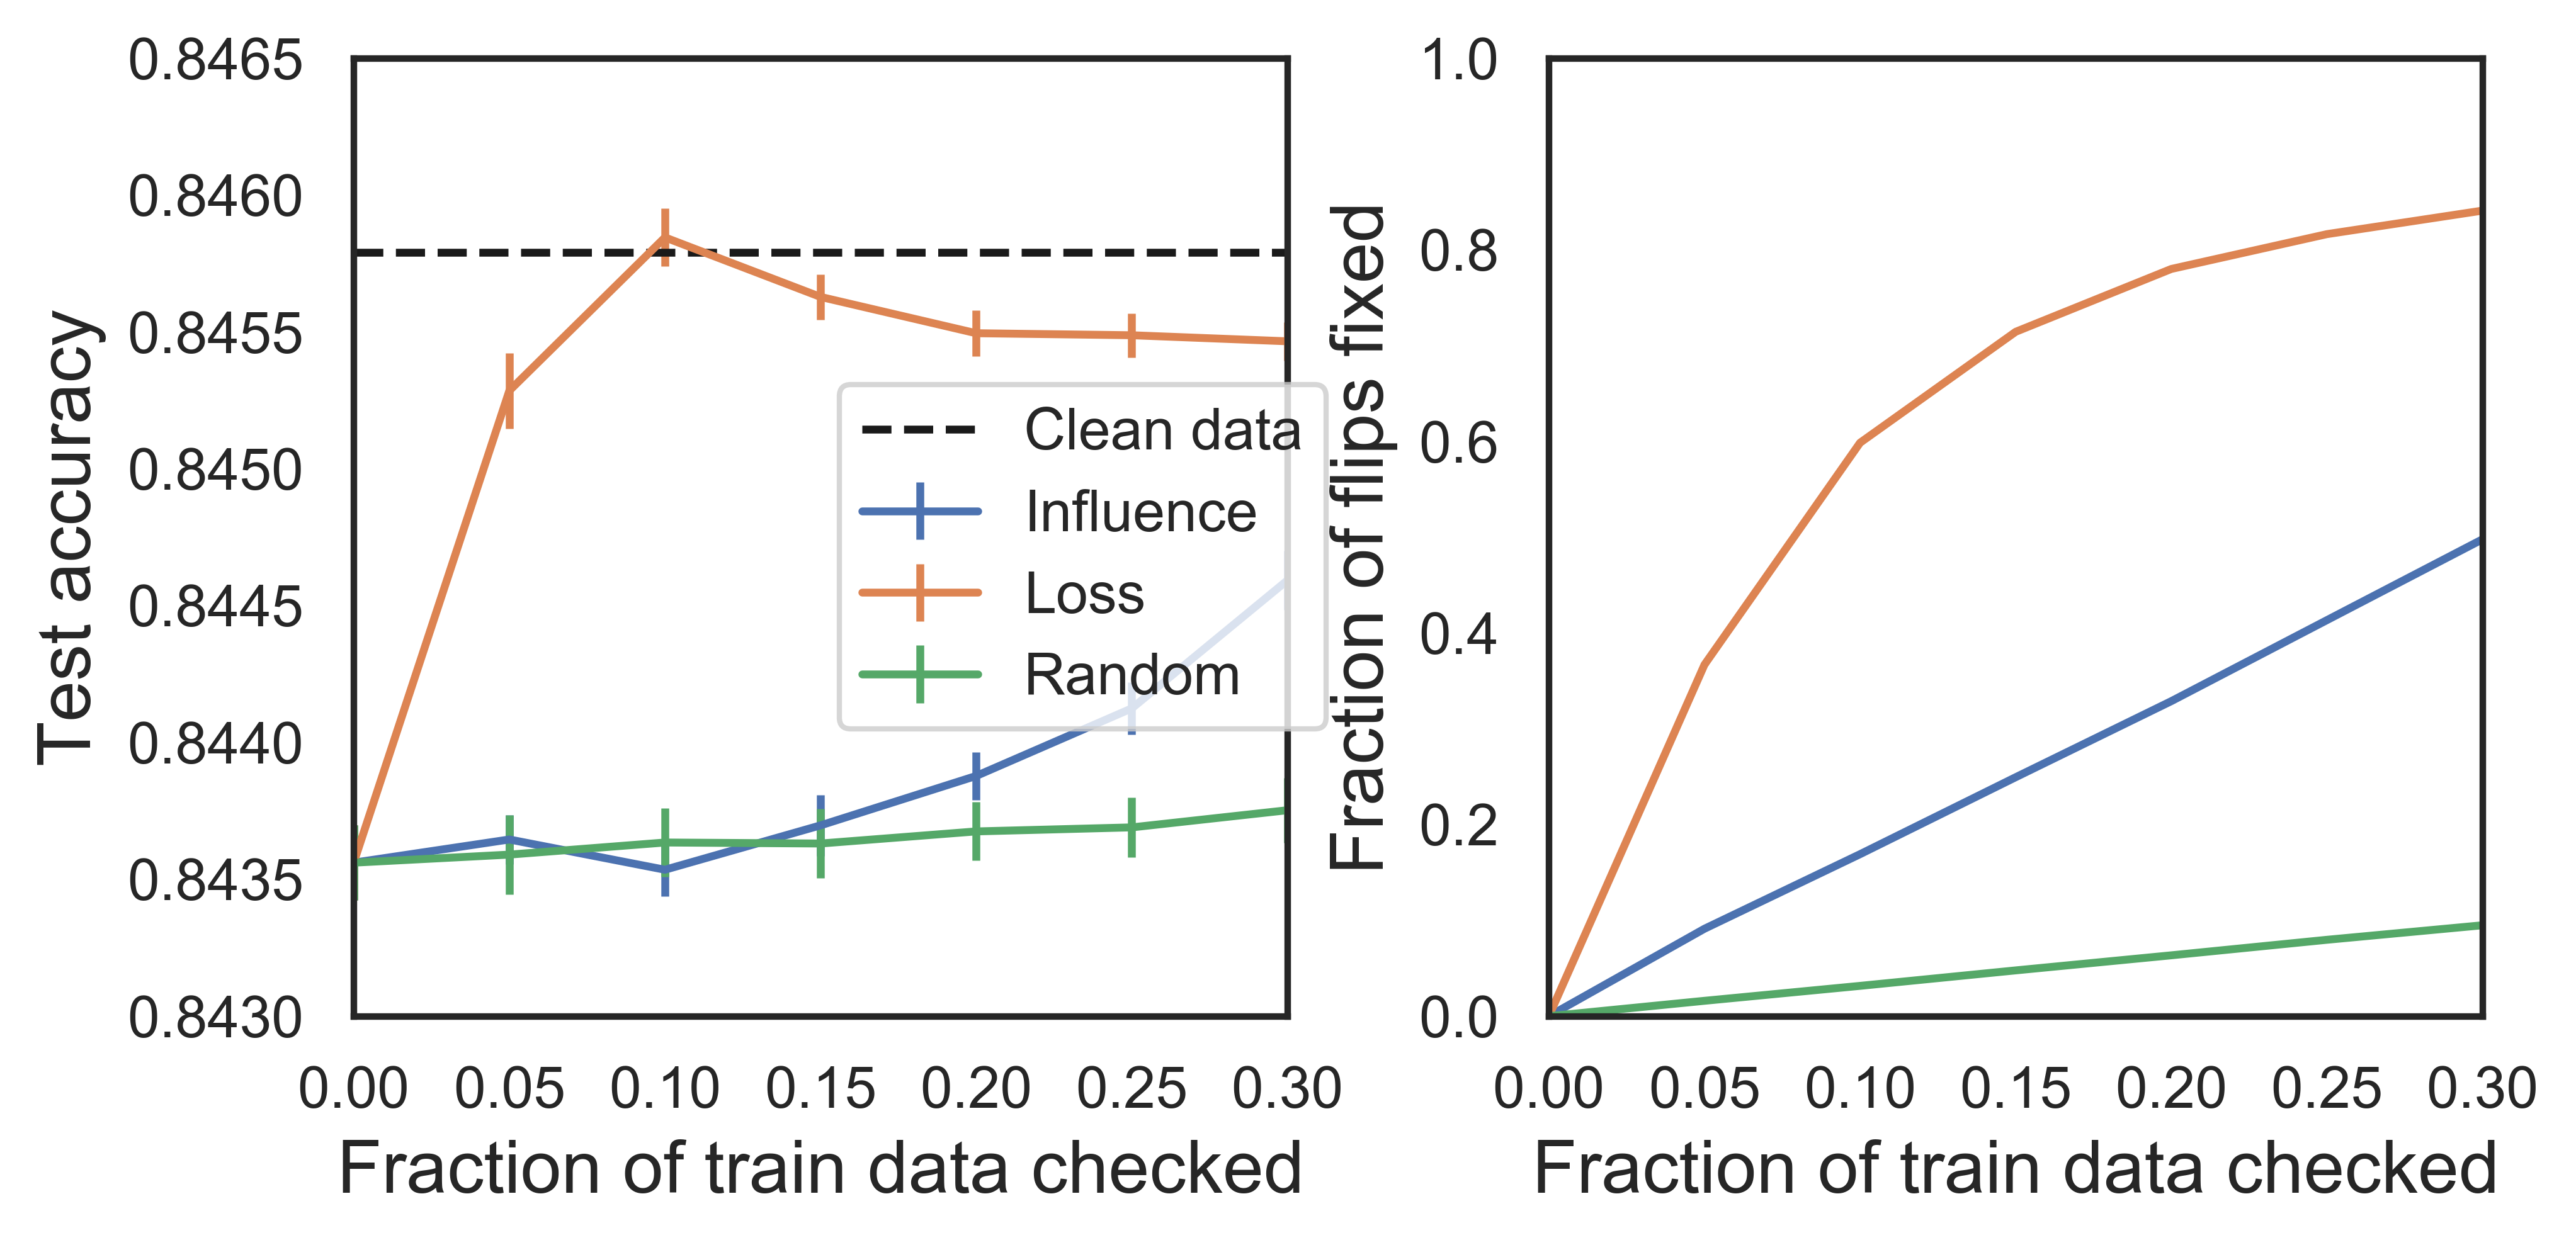 Test accuracy
0.8465
0.8460
0.8455
0.8450
0.8445
0.8440
0.8435
0.8430
0.00 0.05 0.10 0.15 0.20 0.25 0.30
Fraction of train data checked
Clean data
Influence
Loss
Random
Fraction of flips fixed
1.0
0.8
0.6
0.4
0.2
0.0
0.00 0.05 0.10 0.15 0.20 0.25 0.30
Fraction of train data checked